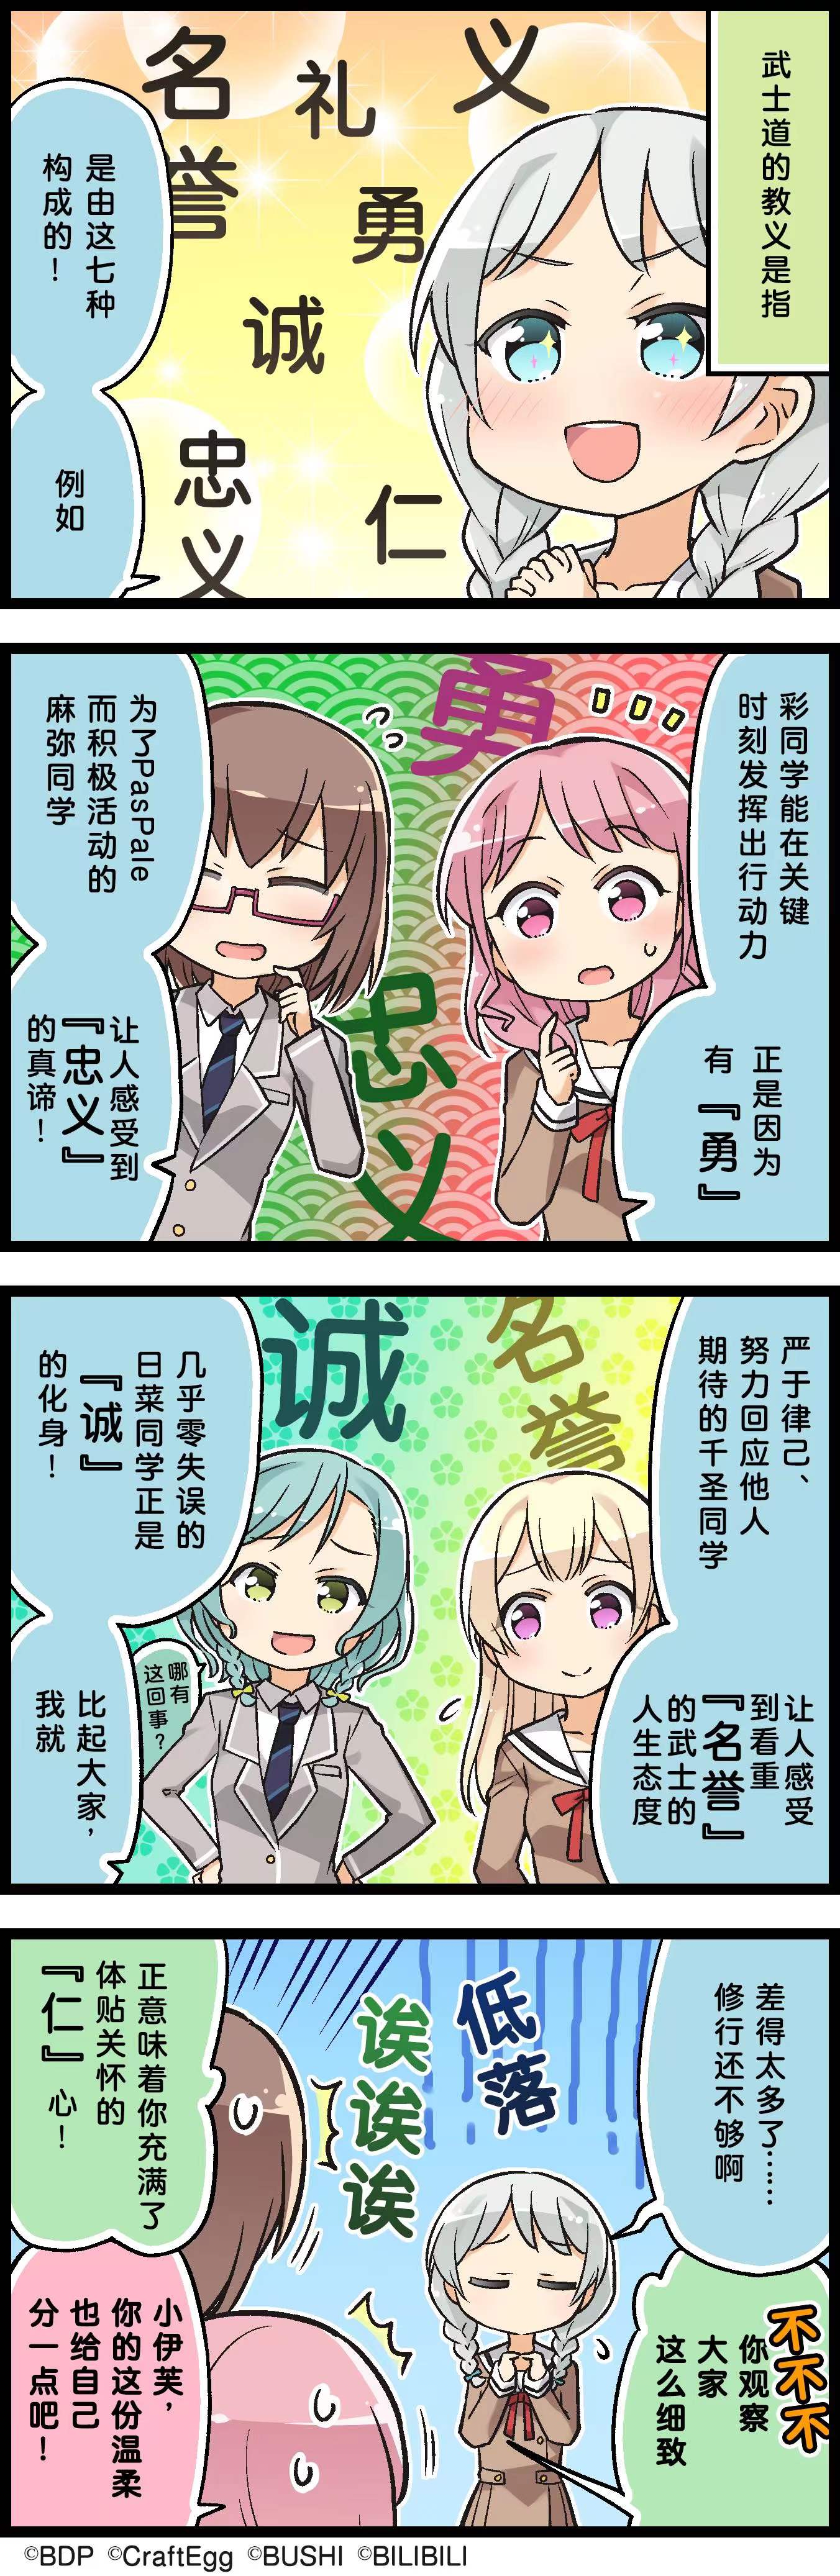 武士道的教义是指
义
礼
勇
名誉
诚
仁
忠义
是由这七种
构成的！
例如
彩同学能在关键
时刻发挥出行动力
正是因为
有『勇』
勇
忠义
为了PasPale
而积极活动的
麻弥同学
让人感受到
『忠义』
的真谛！
严于律己、
努力回应他人
期待的千圣同学
让人感受
到看重
『名誉』
的武士的
人生态度
名誉
诚
几乎零失误的
日菜同学正是
『诚』
的化身！
哪有
这回事？
比起大家，
我就
差得太多了……
修行还不够啊
低落
不不不
你观察
大家
这么细致
诶诶诶
正意味着你充满了
体贴关怀的
『仁』心！
小伊芙，
你的这份温柔
也给自己
分一点吧！
©BDP ©CraftEgg ©BUSHI ©BILIBILI